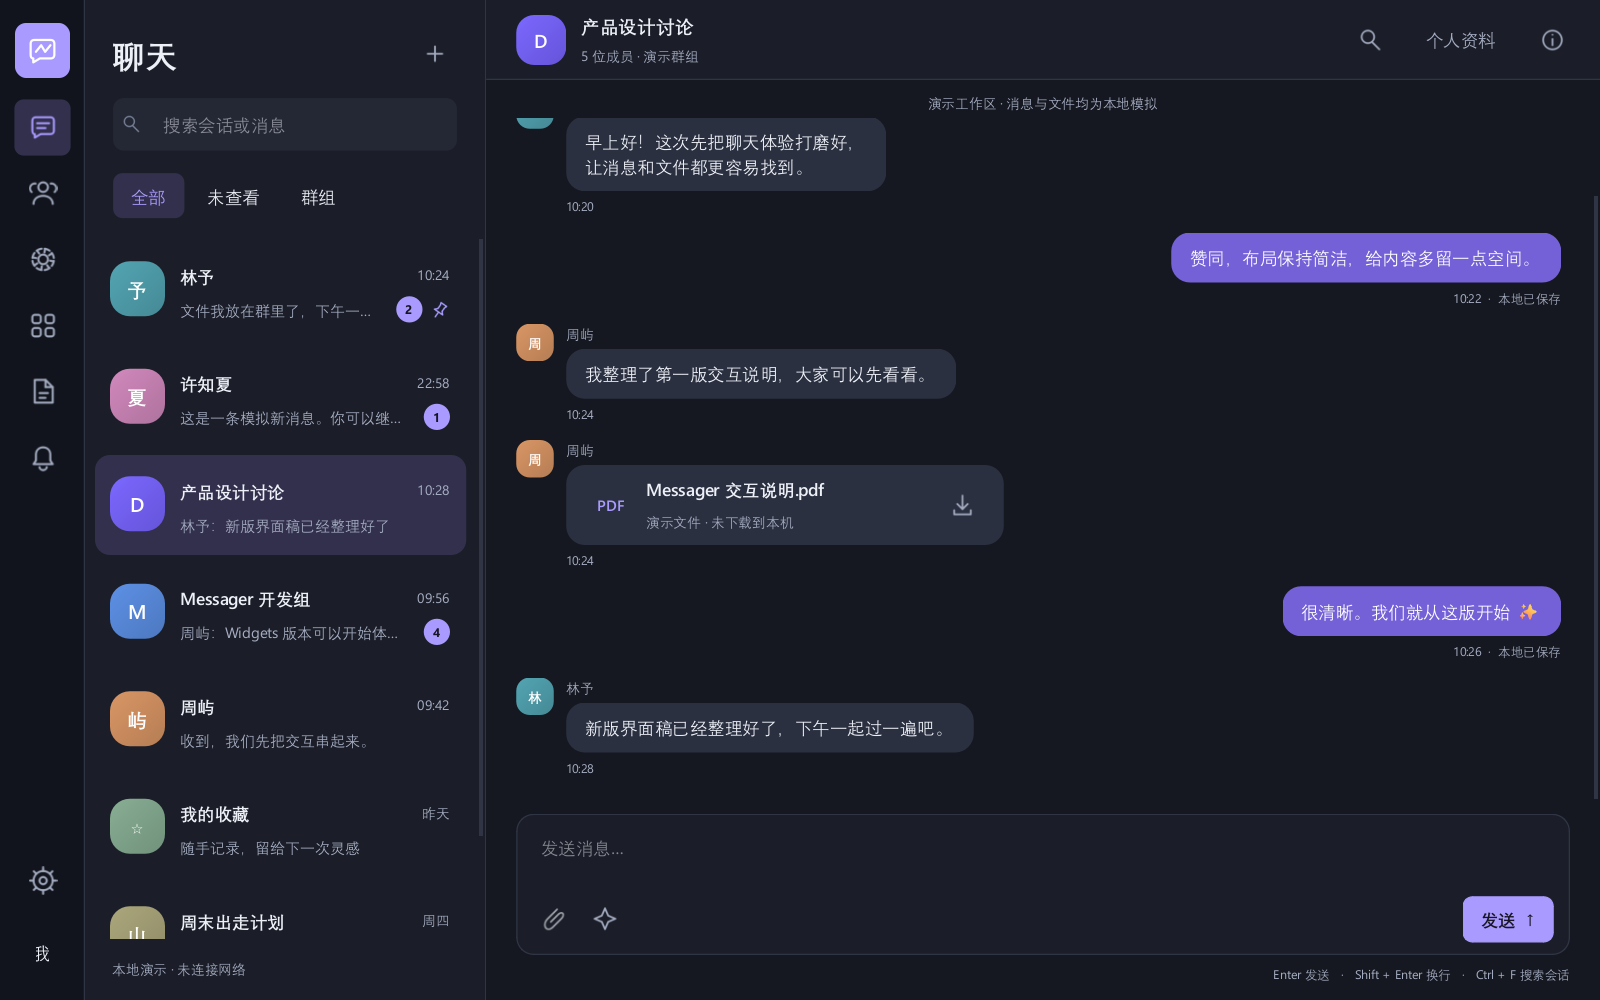 聊天
搜索会话或消息
全部 未查看 群组
予
林予 10:24
文件我放在群里了，下午一... 2
夏
许知夏 22:58
这是一条模拟新消息。你可以继... 1
D
产品设计讨论 10:28
林予：新版界面稿已经整理好了
M
Messager 开发组 09:56
周屿：Widgets 版本可以开始体... 4
屿
周屿 09:42
收到，我们先把交互串起来。
我的收藏 昨天
随手记录，留给下一次灵感
山
周末出走计划 周四
本地演示 · 未连接网络
我
D
产品设计讨论
5 位成员 · 演示群组
个人资料
演示工作区 · 消息与文件均为本地模拟
早上好！这次先把聊天体验打磨好，
让消息和文件都更容易找到。
10:20
赞同，布局保持简洁，给内容多留一点空间。
10:22 · 本地已保存
周
周屿
我整理了第一版交互说明，大家可以先看看。
10:24
周
周屿
PDF
Messager 交互说明.pdf
演示文件 · 未下载到本机
10:24
很清晰。我们就从这版开始 ✨
10:26 · 本地已保存
林
林予
新版界面稿已经整理好了，下午一起过一遍吧。
10:28
发送消息...
发送 ↑
Enter 发送 · Shift + Enter 换行 · Ctrl + F 搜索会话